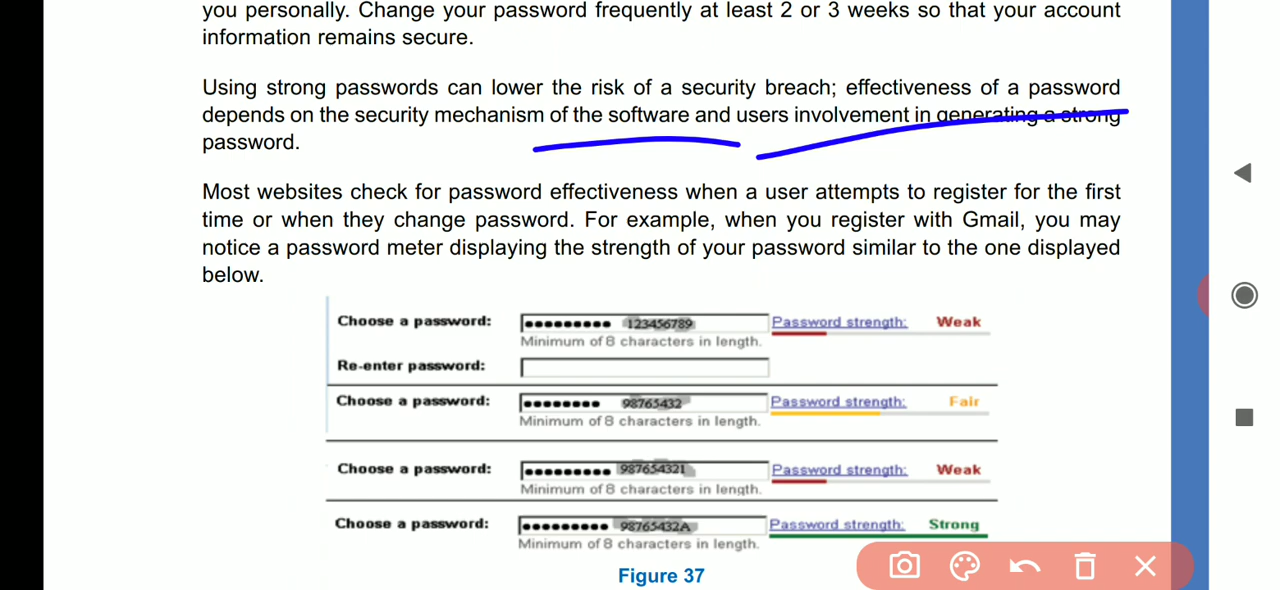 you personally. Change your password frequently at least 2 or 3 weeks so that your account
information remains secure.
Using strong passwords can lower the risk of a security breach; effectiveness of a password
depends on the security mechanism of the software and users involvement in generating a strong
password.
Most websites check for password effectiveness when a user attempts to register for the first
time or when they change password. For example, when you register with Gmail, you may
notice a password meter displaying the strength of your password similar to the one displayed
below.
Choose a password: 123456789 Password strength: Weak
Minimum of 8 characters in length.
Re-enter password:
Choose a password: 98765432 Password strength: Fair
Minimum of 8 characters in length.
Choose a password: 987654321 Password strength: Weak
Minimum of 8 characters in length.
Choose a password: 98765432A Password strength: Strong
Minimum of 8 characters in length.
Figure 37